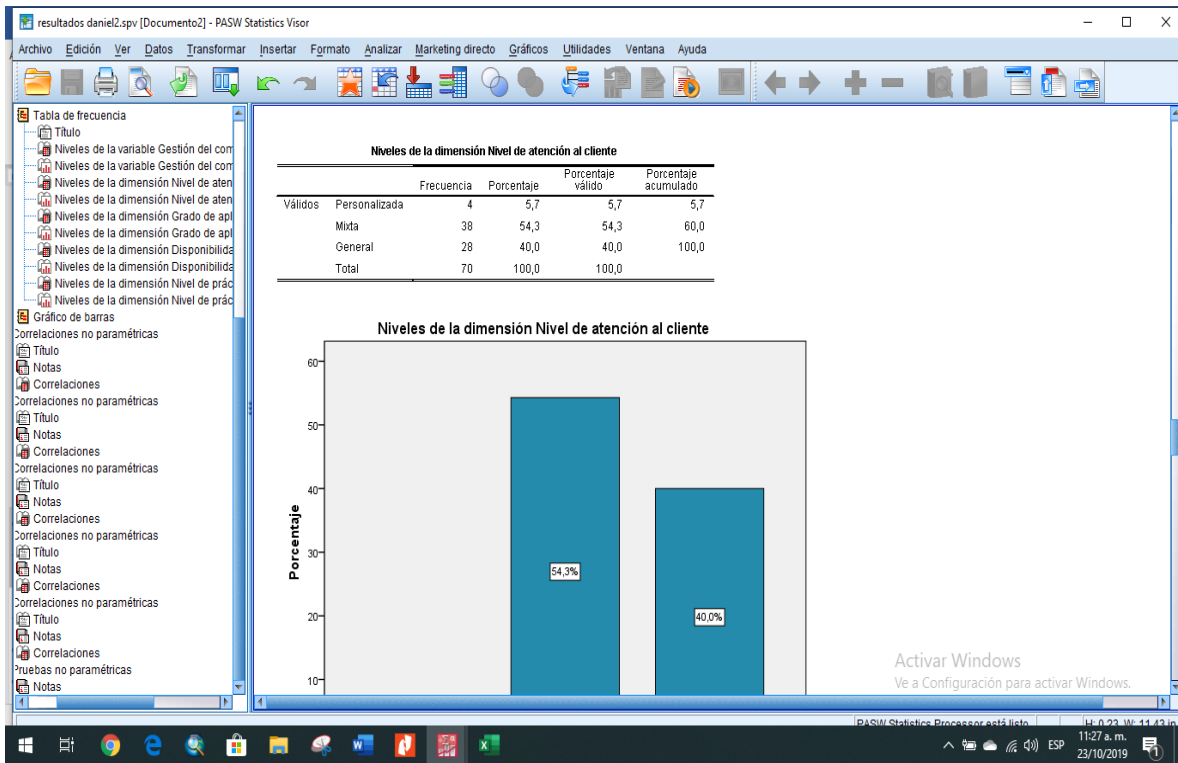 resultados daniel2.spv [Documento2] - PASW Statistics Visor
Archivo Edición Ver Datos Transformar Insertar Formato Analizar Marketing directo Gráficos Utilidades Ventana Ayuda
Tabla de frecuencia
Título
Niveles de la variable Gestión del com
Niveles de la variable Gestión del com
Niveles de la dimensión Nivel de aten
Niveles de la dimensión Nivel de aten
Niveles de la dimensión Grado de apl
Niveles de la dimensión Grado de apl
Niveles de la dimensión Disponibilida
Niveles de la dimensión Disponibilida
Niveles de la dimensión Nivel de prác
Niveles de la dimensión Nivel de prác
Gráfico de barras
Correlaciones no paramétricas
Título
Notas
Correlaciones
Correlaciones no paramétricas
Título
Notas
Correlaciones
Correlaciones no paramétricas
Título
Notas
Correlaciones
Correlaciones no paramétricas
Título
Notas
Correlaciones
Correlaciones no paramétricas
Título
Notas
Correlaciones
Pruebas no paramétricas
Notas
Niveles de la dimensión Nivel de atención al cliente
Frecuencia Porcentaje Porcentaje válido Porcentaje acumulado
Válidos Personalizada 4 5,7 5,7 5,7
Mixta 38 54,3 54,3 60,0
General 28 40,0 40,0 100,0
Total 70 100,0 100,0
Niveles de la dimensión Nivel de atención al cliente
Porcentaje
60
50
40
30
20
10
54,3%
40,0%
Activar Windows
Ve a Configuración para activar Windows.
PASW Statistics Processor está listo H: 0,23, W: 11,43 in
ESP
11:27 a. m.
23/10/2019
1